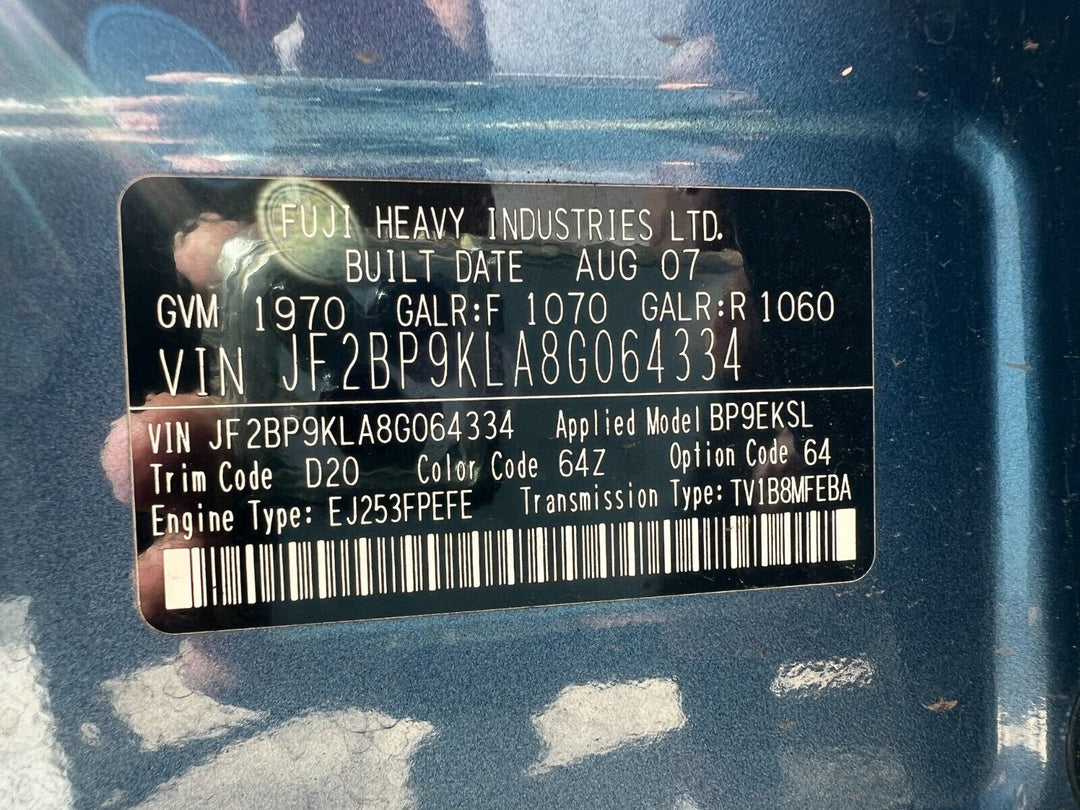 FUJI HEAVY INDUSTRIES LTD.
BUILT DATE AUG 07
GVM 1970 GALR:F 1070 GALR:R 1060
VIN JF2BP9KLA8G064334
VIN JF2BP9KLA8G064334 Applied Model BP9EKSL
Trim Code D20 Color Code 64Z Option Code 64
Engine Type: EJ253FPEFE Transmission Type: TV1B8MFEBA